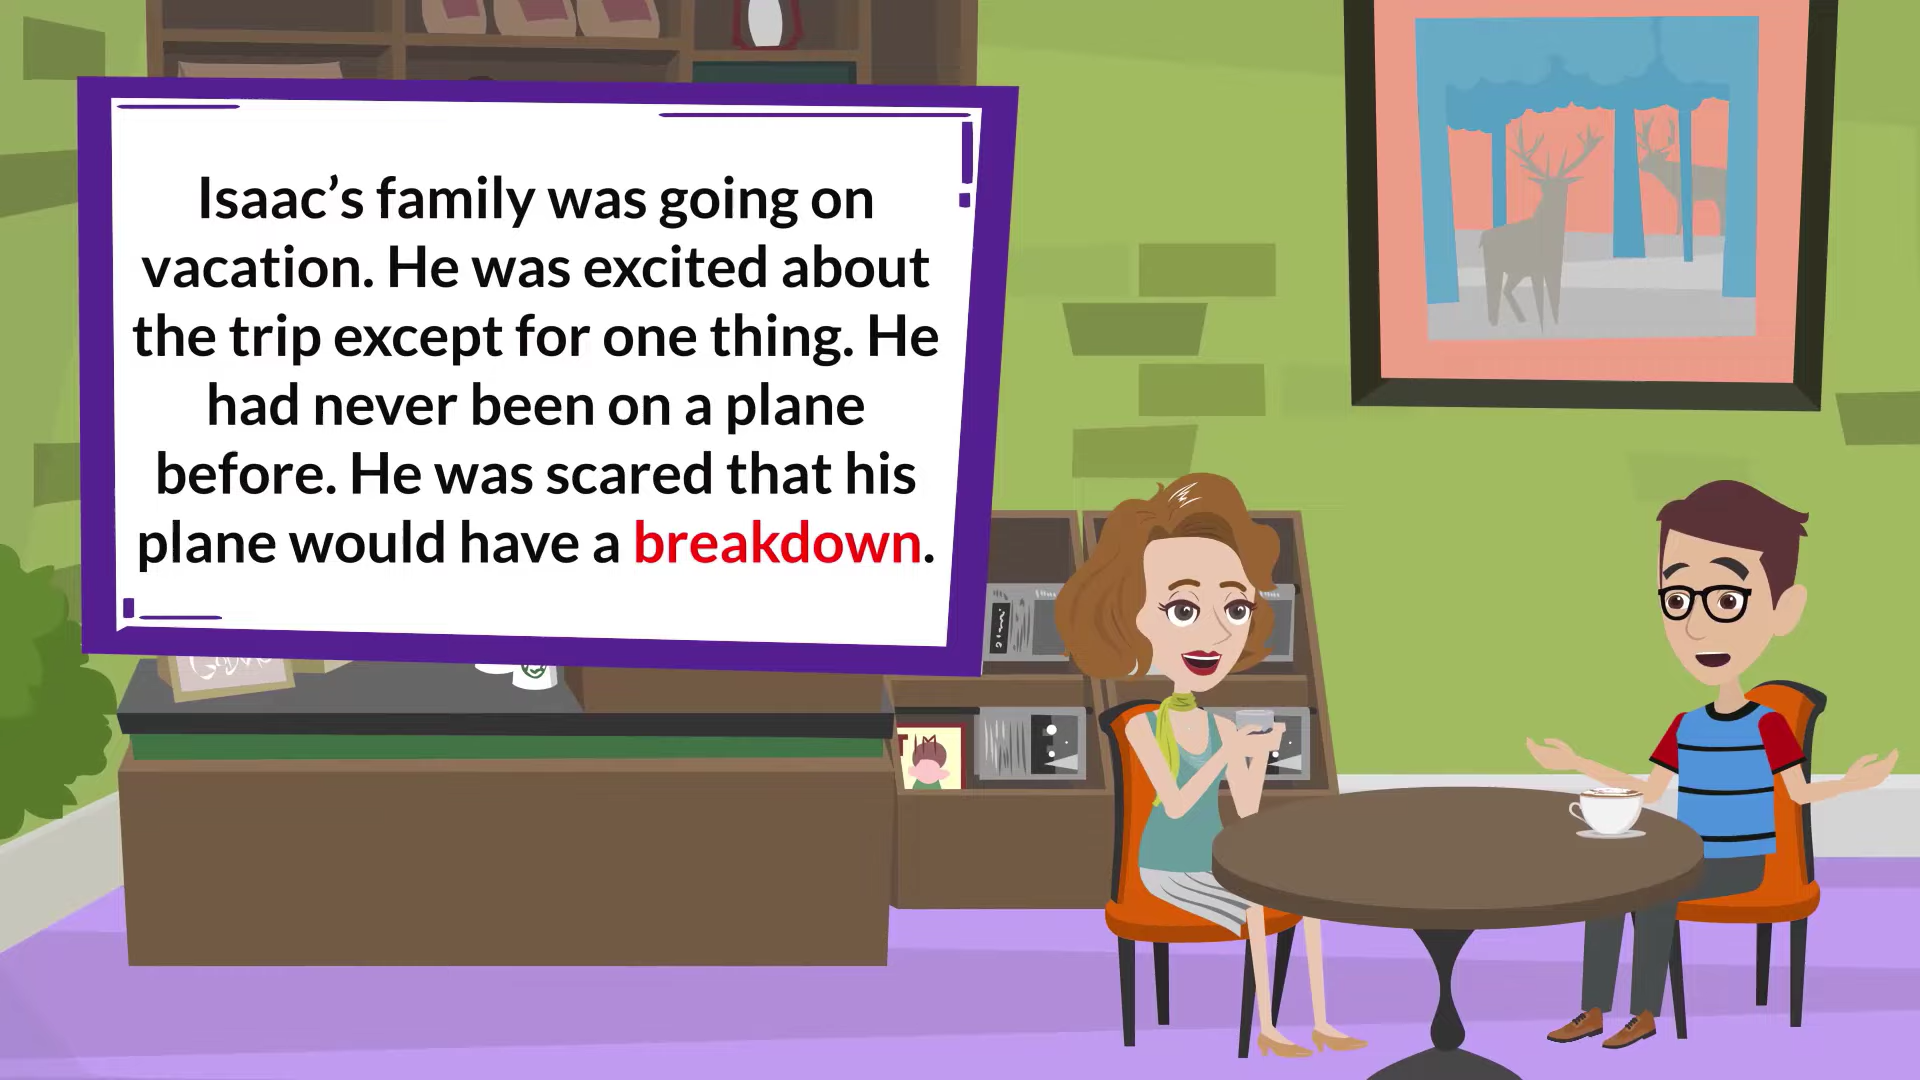 Isaac’s family was going on
vacation. He was excited about
the trip except for one thing. He
had never been on a plane
before. He was scared that his
plane would have a breakdown.